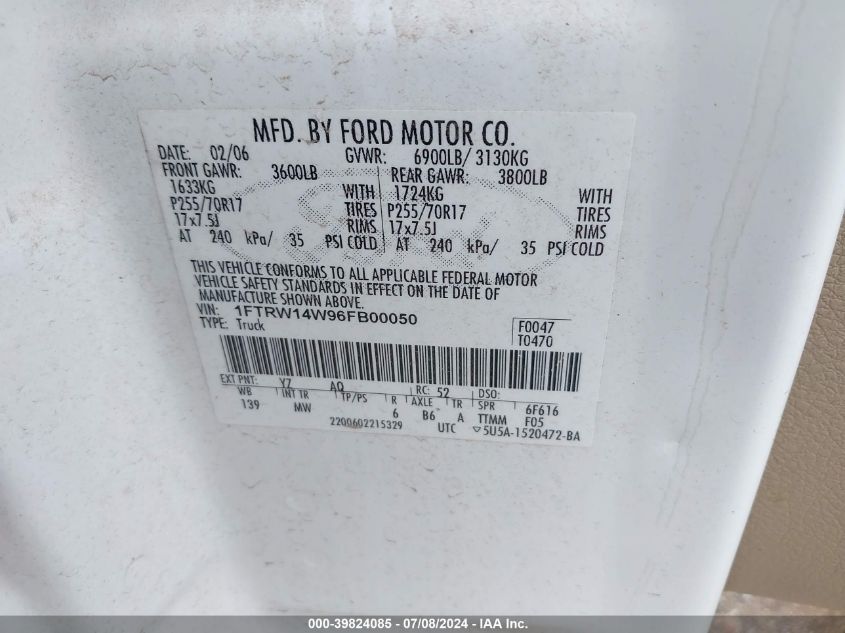 MFD. BY FORD MOTOR CO.
DATE: 02/06 GVWR: 6900LB/ 3130KG
FRONT GAWR: 3600LB REAR GAWR: 3800LB
1633KG WITH 1724KG WITH
P255/70R17 TIRES P255/70R17 TIRES
17x7.5J RIMS 17x7.5J RIMS
AT 240 kPa/ 35 PSI COLD AT 240 kPa/ 35 PSI COLD
THIS VEHICLE CONFORMS TO ALL APPLICABLE FEDERAL MOTOR
VEHICLE SAFETY STANDARDS IN EFFECT ON THE DATE OF
MANUFACTURE SHOWN ABOVE.
VIN: 1FTRW14W96FB00050
TYPE: Truck
F0047
T0470
EXT PNT: YZ AQ RC: 52 DSO:
WB INT TR TP/PS R AXLE TR SPR 6F616
139 MW 6 B6 A TTMM F05
2200602215329 UTC ▽5U5A-1520472-BA
000-39824085 - 07/08/2024 - IAA Inc.